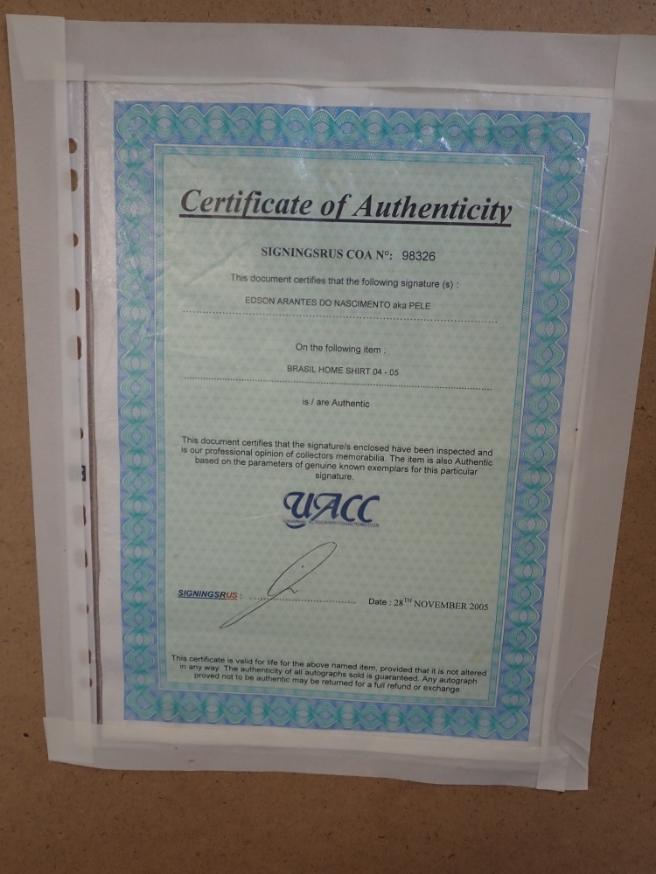 Certificate of Authenticity
SIGNINGSRUS COA Nº: 98326
This document certifies that the following signature (s) :
EDSON ARANTES DO NASCIMENTO aka PELE
On the following item :
BRASIL HOME SHIRT 04 - 05
is / are Authentic
This document certifies that the signature/s enclosed have been inspected and
is our professional opinion of collectors memorabilia. The item is also Authentic
based on the parameters of genuine known exemplars for this particular
signature.
UACC
SIGNINGSRUS : Date : 28TH NOVEMBER 2005
This certificate is valid for life for the above named item, provided that it is not altered
in any way. The authenticity of all autographs sold is guaranteed. Any autograph
proved not to be authentic may be returned for a full refund or exchange